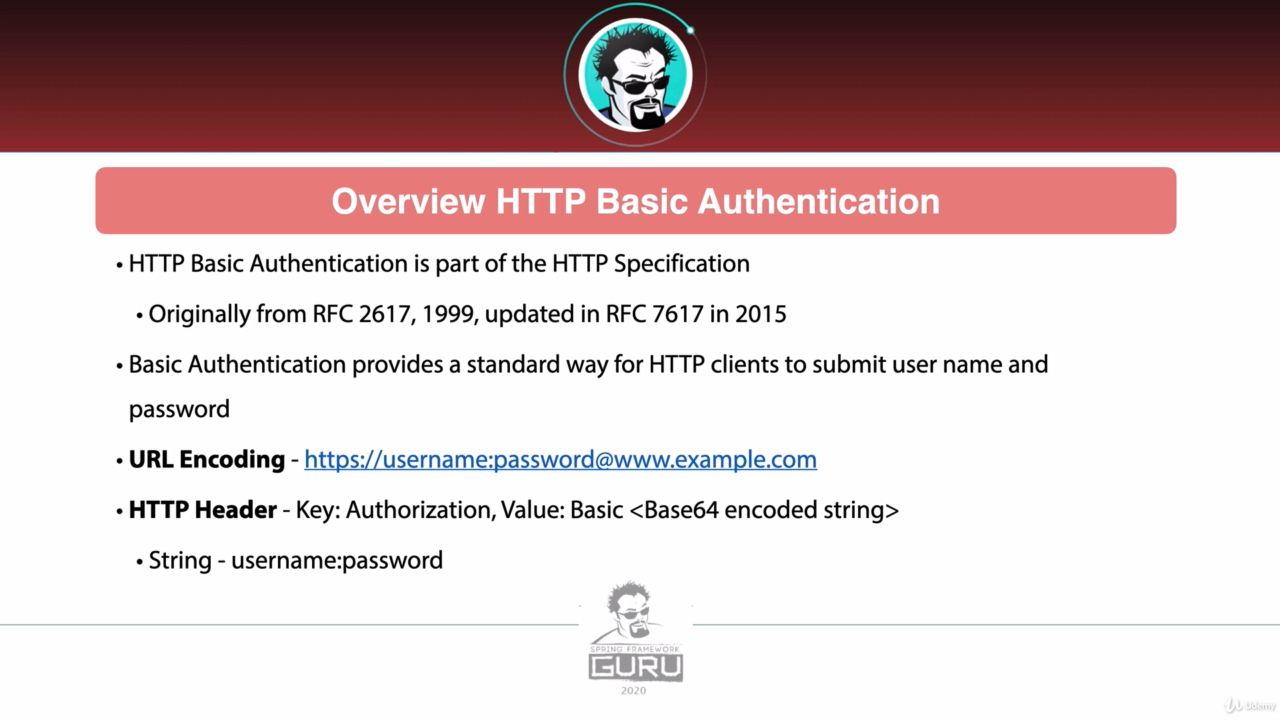 Overview HTTP Basic Authentication
• HTTP Basic Authentication is part of the HTTP Specification
• Originally from RFC 2617, 1999, updated in RFC 7617 in 2015
• Basic Authentication provides a standard way for HTTP clients to submit user name and
password
• URL Encoding - https://username:password@www.example.com
• HTTP Header - Key: Authorization, Value: Basic <Base64 encoded string>
• String - username:password
SPRING FRAMEWORK
GURU
2020
Udemy